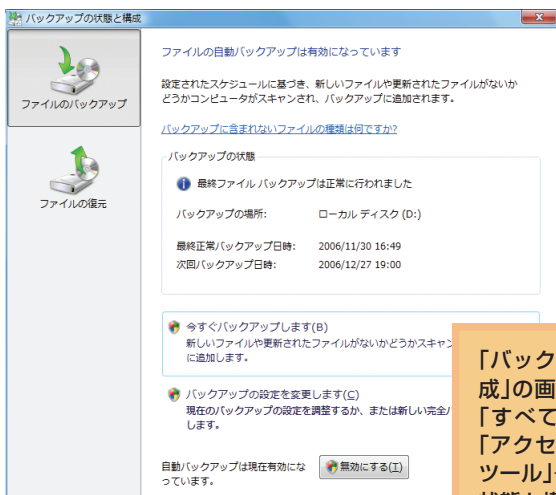 バックアップの状態と構成
ファイルのバックアップ
ファイルの復元
ファイルの自動バックアップは有効になっています
設定されたスケジュールに基づき、新しいファイルや更新されたファイルがないか
どうかコンピュータがスキャンされ、バックアップに追加されます。
バックアップに含まれないファイルの種類は何ですか?
バックアップの状態
最終ファイル バックアップは正常に行われました
バックアップの場所: ローカル ディスク (D:)
最終正常バックアップ日時: 2006/11/30 16:49
次回バックアップ日時: 2006/12/27 19:00
今すぐバックアップします(B)
新しいファイルや更新されたファイルがないかどうかスキャン
に追加します。
バックアップの設定を変更します(C)
現在のバックアップの設定を調整するか、または新しい完全バ
します。
自動バックアップは現在有効にな
っています。
無効にする(I)
「バック
成」の画
「すべて
「アクセ
ツール」